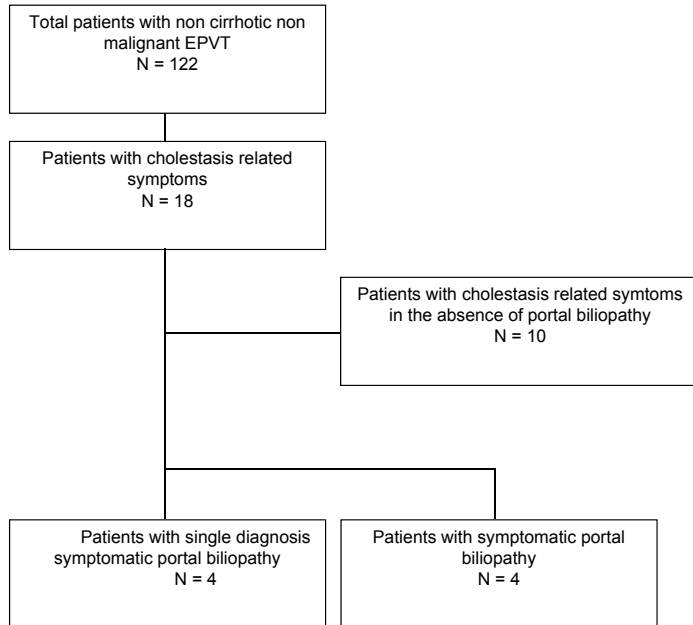 Total patients with non cirrhotic non
malignant EPVT
N = 122
Patients with cholestasis related
symptoms
N = 18
Patients with cholestasis related symtoms
in the absence of portal biliopathy
N = 10
Patients with single diagnosis
symptomatic portal biliopathy
N = 4
Patients with symptomatic portal
biliopathy
N = 4